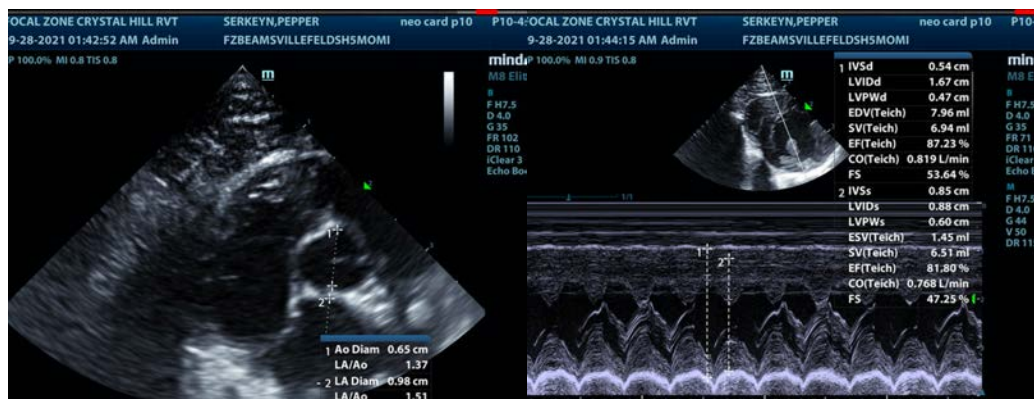 OCAL ZONE CRYSTAL HILL RVT SERKEYN,PEPPER neo card p10 P10-4:
9-28-2021 01:42:52 AM Admin FZBEAMSVILLEFELDSH5MOMI
P 100.0% MI 0.8 TIS 0.8
m
M8 Elit
B
F H7.5
D 4.0
G 35
FR 102
DR 110
iClear 3
Echo Bo
1
2
1 Ao Diam 0.65 cm
LA/Ao 1.37
2 LA Diam 0.98 cm
LA/Ao 1.51
FOCAL ZONE CRYSTAL HILL RVT SERKEYN,PEPPER neo card p10 P10
9-28-2021 01:44:15 AM Admin FZBEAMSVILLEFELDSH5MOMI
P 100.0% MI 0.9 TIS 0.8
m
min
M8 Eli
1 IVSd 0.54 cm
LVIDd 1.67 cm
LVPWd 0.47 cm
EDV(Teich) 7.96 ml
SV(Teich) 6.94 ml
EF(Teich) 87.23 %
CO(Teich) 0.819 L/min
FS 53.64 %
2 IVSs 0.85 cm
LVIDs 0.88 cm
LVPWs 0.60 cm
ESV(Teich) 1.45 ml
SV(Teich) 6.51 ml
EF(Teich) 81.80 %
CO(Teich) 0.768 L/min
FS 47.25 %
B
F H7.5
D 4.0
G 35
FR 71
DR 11
iClear
Echo B
M
F H7.5
D 4.0
G 44
V 50
DR 11
1/1
1
2